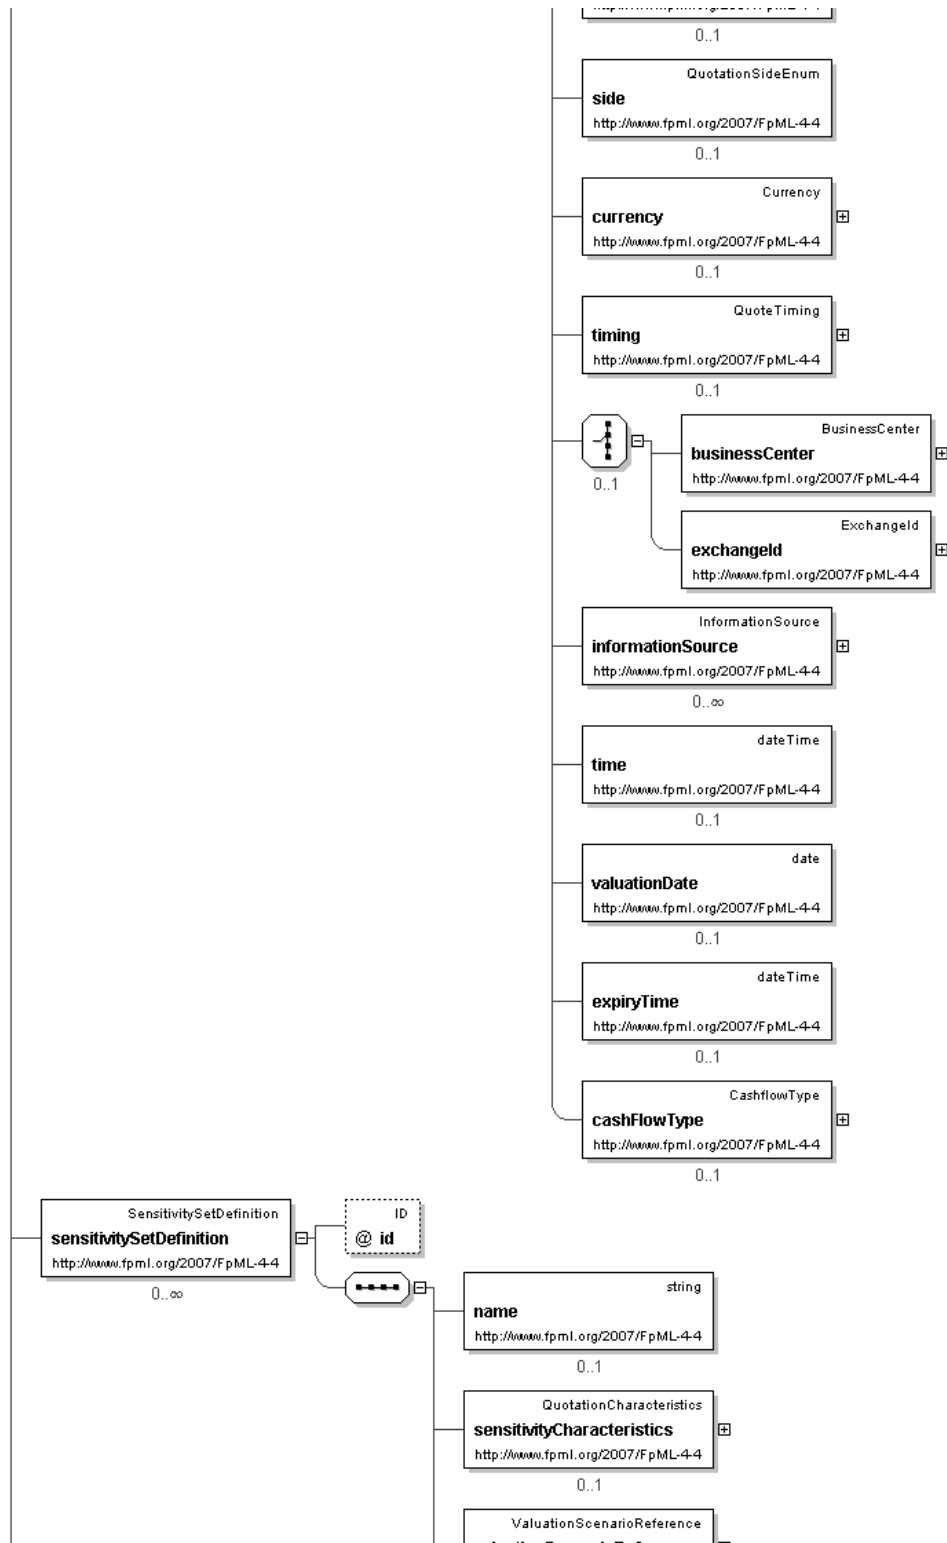 0..1
QuotationSideEnum
side
http://www.fpml.org/2007/FpML-4-4
0..1
Currency
currency
http://www.fpml.org/2007/FpML-4-4
0..1
QuoteTiming
timing
http://www.fpml.org/2007/FpML-4-4
0..1
BusinessCenter
businessCenter
http://www.fpml.org/2007/FpML-4-4
0..1
ExchangeId
exchangeId
http://www.fpml.org/2007/FpML-4-4
InformationSource
informationSource
http://www.fpml.org/2007/FpML-4-4
0..∞
dateTime
time
http://www.fpml.org/2007/FpML-4-4
0..1
date
valuationDate
http://www.fpml.org/2007/FpML-4-4
0..1
dateTime
expiryTime
http://www.fpml.org/2007/FpML-4-4
0..1
CashflowType
cashFlowType
http://www.fpml.org/2007/FpML-4-4
0..1
SensitivitySetDefinition
sensitivitySetDefinition
http://www.fpml.org/2007/FpML-4-4
0..∞
ID
@ id
string
name
http://www.fpml.org/2007/FpML-4-4
0..1
QuotationCharacteristics
sensitivityCharacteristics
http://www.fpml.org/2007/FpML-4-4
0..1
ValuationScenarioReference